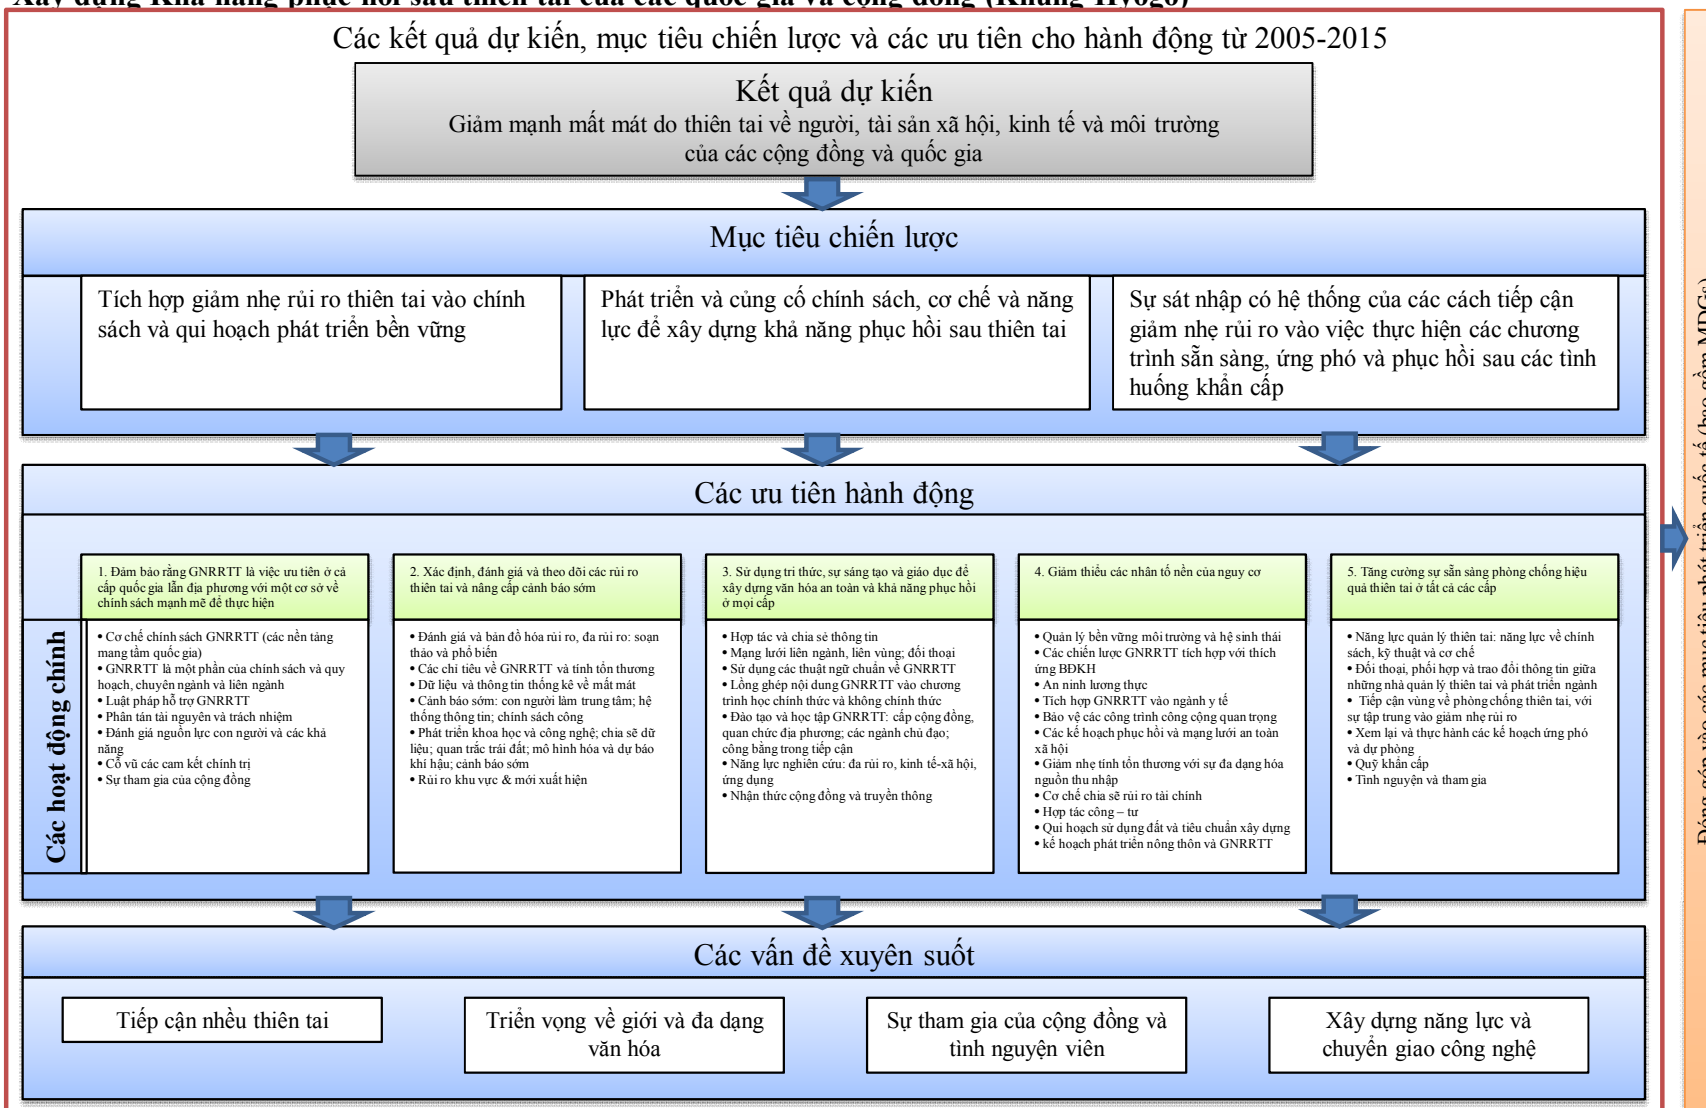 Xây dựng Khả năng phục hồi sau thiên tai của các quốc gia và cộng đồng (Khung Hyogo)
Các kết quả dự kiến, mục tiêu chiến lược và các ưu tiên cho hành động từ 2005-2015
Kết quả dự kiến
Giảm mạnh mất mát do thiên tai về người, tài sản xã hội, kinh tế và môi trường
của các cộng đồng và quốc gia
Mục tiêu chiến lược
Tích hợp giảm nhẹ rủi ro thiên tai vào chính
sách và qui hoạch phát triển bền vững
Phát triển và củng cố chính sách, cơ chế và năng
lực để xây dựng khả năng phục hồi sau thiên tai
Sự sát nhập có hệ thống của các cách tiếp cận
giảm nhẹ rủi ro vào việc thực hiện các chương
trình sẵn sàng, ứng phó và phục hồi sau các tình
huống khẩn cấp
Các ưu tiên hành động
1. Đảm bảo rằng GNRRTT là việc ưu tiên ở cả
cấp quốc gia lẫn địa phương với một cơ sở về
chính sách mạnh mẽ để thực hiện
2. Xác định, đánh giá và theo dõi các rủi ro
thiên tai và nâng cấp cảnh báo sớm
3. Sử dụng tri thức, sự sáng tạo và giáo dục để
xây dựng văn hóa an toàn và khả năng phục hồi
ở mọi cấp
4. Giảm thiểu các nhân tố nền của nguy cơ
5. Tăng cường sự sẵn sàng phòng chống hiệu
quả thiên tai ở tất cả các cấp
Các hoạt động chính
• Cơ chế chính sách GNRRTT (các nền tảng
mang tầm quốc gia)
• GNRRTT là một phần của chính sách và quy
hoạch, chuyên ngành và liên ngành
• Luật pháp hỗ trợ GNRRTT
• Phân tán tài nguyên và trách nhiệm
• Đánh giá nguồn lực con người và các khả
năng
• Cổ vũ các cam kết chính trị
• Sự tham gia của cộng đồng
• Đánh giá và bản đồ hóa rủi ro, đa rủi ro: soạn
thảo và phổ biến
• Các chỉ tiêu về GNRRTT và tính tổn thương
• Dữ liệu và thông tin thống kê về mất mát
• Cảnh báo sớm: con người làm trung tâm; hệ
thống thông tin; chính sách công
• Phát triển khoa học và công nghệ; chia sẽ dữ
liệu; quan trắc trái đất; mô hình hóa và dự báo
khí hậu; cảnh báo sớm
• Rủi ro khu vực & mới xuất hiện
• Hợp tác và chia sẻ thông tin
• Mạng lưới liên ngành, liên vùng; đối thoại
• Sử dụng các thuật ngữ chuẩn về GNRRTT
• Lồng ghép nội dung GNRRTT vào chương
trình học chính thức và không chính thức
• Đào tạo và học tập GNRRTT: cấp cộng đồng,
quan chức địa phương; các ngành chủ đạo;
công bằng trong tiếp cận
• Năng lực nghiên cứu: đa rủi ro, kinh tế-xã hội,
ứng dụng
• Nhận thức cộng đồng và truyền thông
• Quản lý bền vững môi trường và hệ sinh thái
• Các chiến lược GNRRTT tích hợp với thích
ứng BĐKH
• An ninh lương thực
• Tích hợp GNRRTT vào ngành y tế
• Bảo vệ các công trình công cộng quan trọng
• Các kế hoạch phục hồi và mạng lưới an toàn
xã hội
• Giảm nhẹ tính tổn thương với sự đa dạng hóa
nguồn thu nhập
• Cơ chế chia sẽ rủi ro tài chính
• Hợp tác công – tư
• Qui hoạch sử dụng đất và tiêu chuẩn xây dựng
• kế hoạch phát triển nông thôn và GNRRTT
• Năng lực quản lý thiên tai: năng lực về chính
sách, kỹ thuật và cơ chế
• Đối thoại, phối hợp và trao đổi thông tin giữa
những nhà quản lý thiên tai và phát triển ngành
• Tiếp cận vùng về phòng chống thiên tai, với
sự tập trung vào giảm nhẹ rủi ro
• Xem lại và thực hành các kế hoạch ứng phó
và dự phòng
• Quỹ khẩn cấp
• Tình nguyện và tham gia
Các vấn đề xuyên suốt
Tiếp cận nhều thiên tai
Triển vọng về giới và đa dạng
văn hóa
Sự tham gia của cộng đồng và
tình nguyện viên
Xây dựng năng lực và
chuyển giao công nghệ
Đóng góp vào các mục tiêu phát triển quốc tế (bao gồm MDGs)